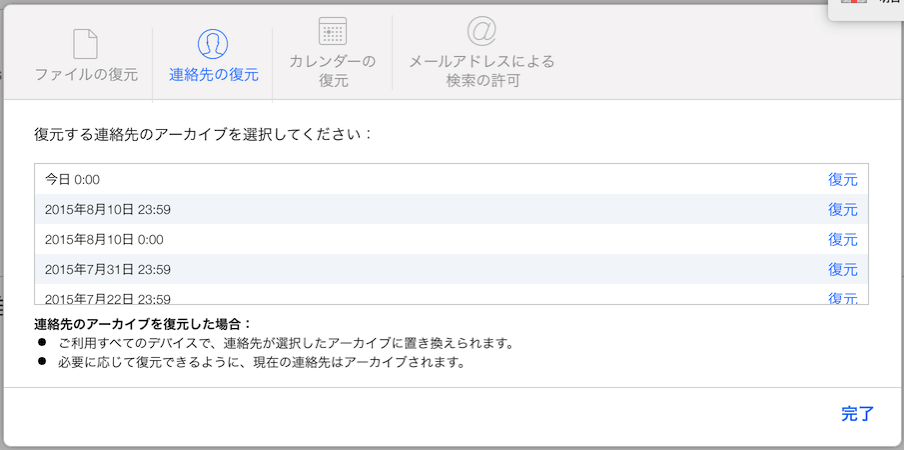 ファイルの復元
連絡先の復元
カレンダーの
復元
メールアドレスによる
検索の許可
復元する連絡先のアーカイブを選択してください：
今日 0:00 復元
2015年8月10日 23:59 復元
2015年8月10日 0:00 復元
2015年7月31日 23:59 復元
2015年7月22日 23:59 復元
連絡先のアーカイブを復元した場合：
● ご利用すべてのデバイスで、連絡先が選択したアーカイブに置き換えられます。
● 必要に応じて復元できるように、現在の連絡先はアーカイブされます。
完了